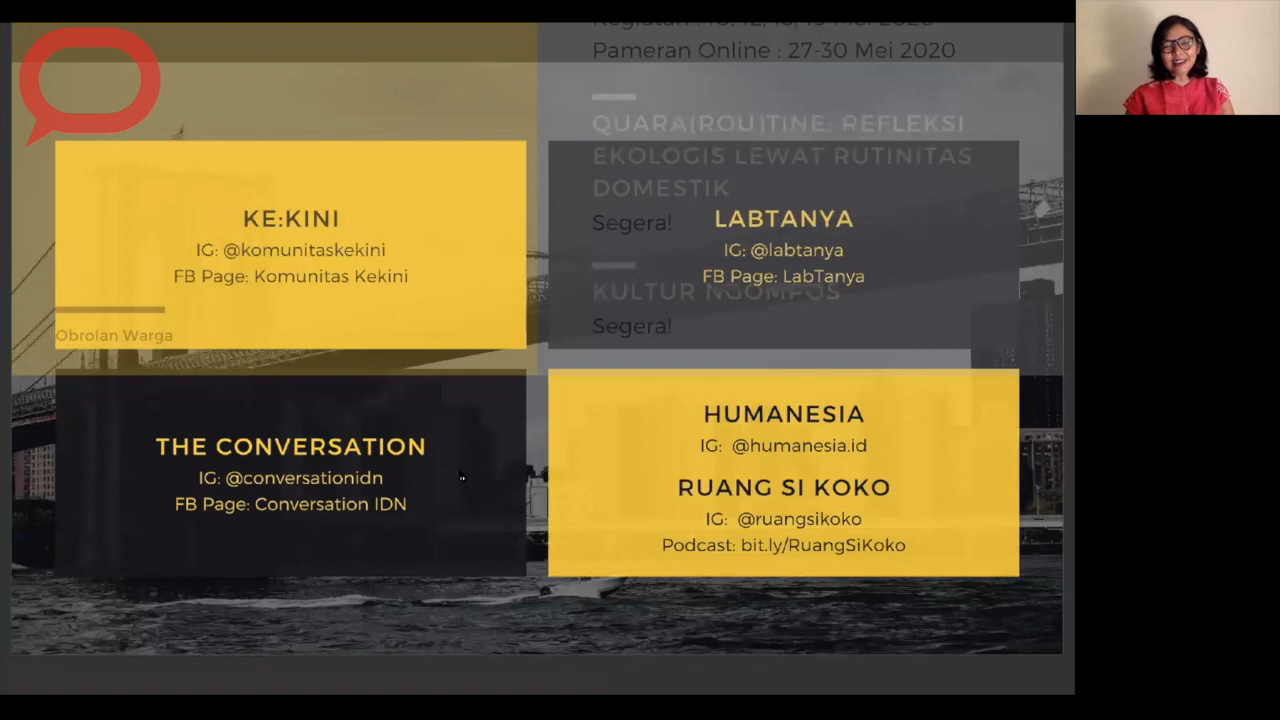 Pameran Online : 27-30 Mei 2020
QUARA(ROU)TINE: REFLEKSI
EKOLOGIS LEWAT RUTINITAS
DOMESTIK
Segera!
KULTUR NGOMPOS
Segera!
Obrolan Warga
KE:KINI
IG: @komunitaskekini
FB Page: Komunitas Kekini
LABTANYA
IG: @labtanya
FB Page: LabTanya
THE CONVERSATION
IG: @conversationidn
FB Page: Conversation IDN
HUMANESIA
IG: @humanesia.id
RUANG SI KOKO
IG: @ruangsikoko
Podcast: bit.ly/RuangSiKoko